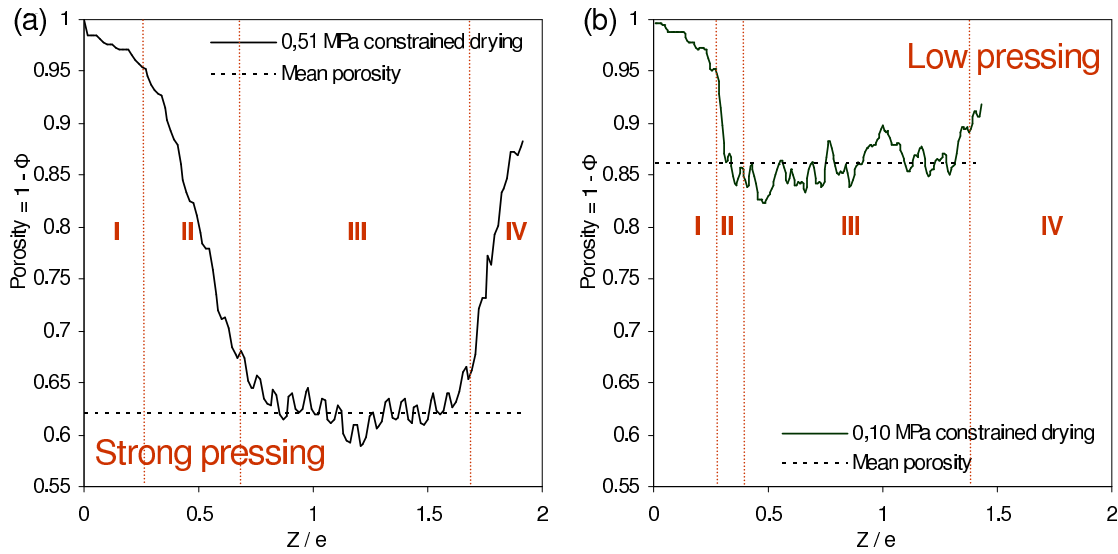 (a)
1
0.95
0.9
0.85
0.8
0.75
0.7
0.65
0.6
0.55
Porosity = 1 - Φ
0,51 MPa constrained drying
Mean porosity
I
II
III
IV
Strong pressing
0
0.5
1
1.5
2
Z / e
(b)
1
0.95
0.9
0.85
0.8
0.75
0.7
0.65
0.6
0.55
Porosity = 1 - Φ
Low pressing
I
II
III
IV
0,10 MPa constrained drying
Mean porosity
0
0.5
1
1.5
2
Z / e